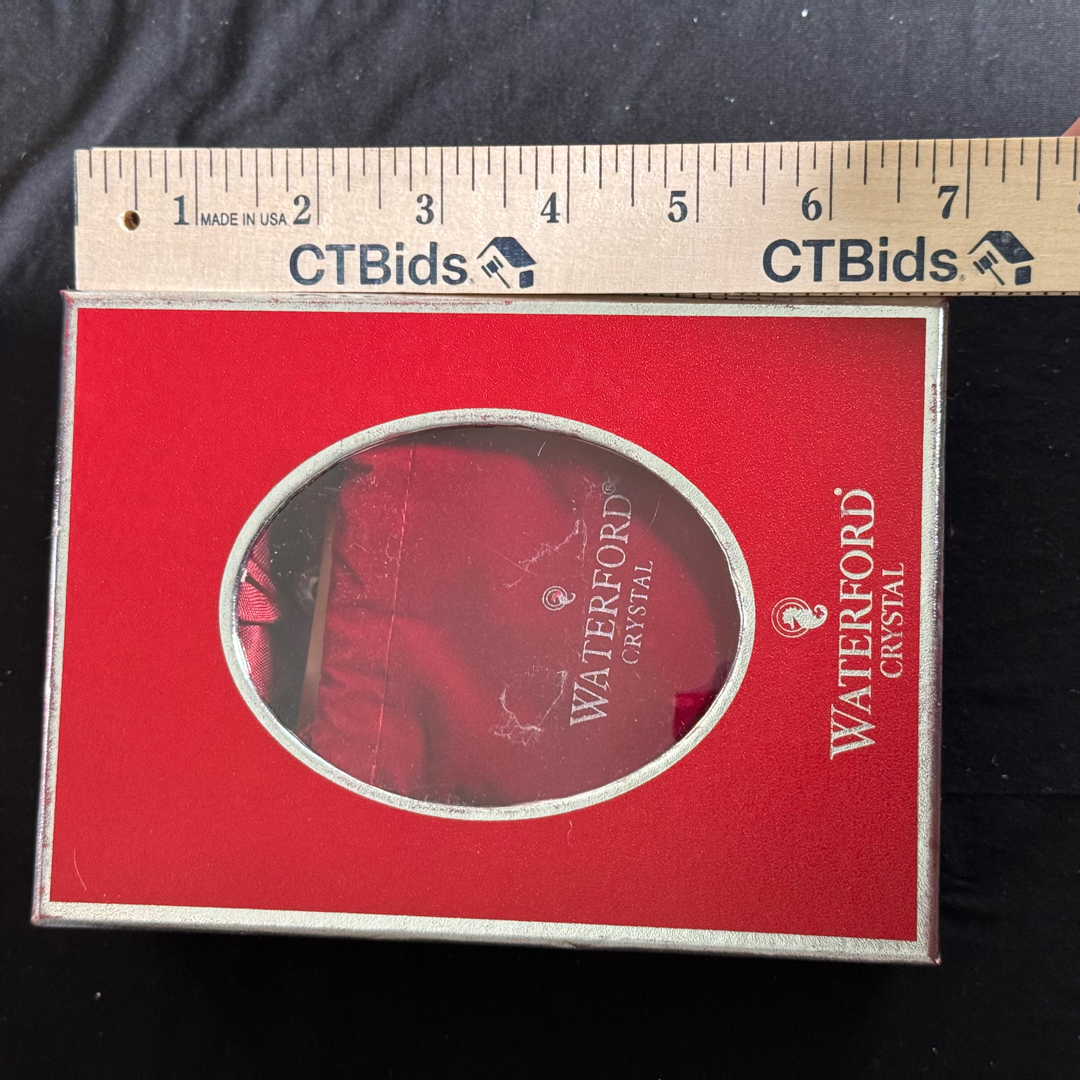 1 MADE IN USA 2 3 4 5 6 7
CTBids CTBids
WATERFORD®
CRYSTAL
WATERFORD®
CRYSTAL